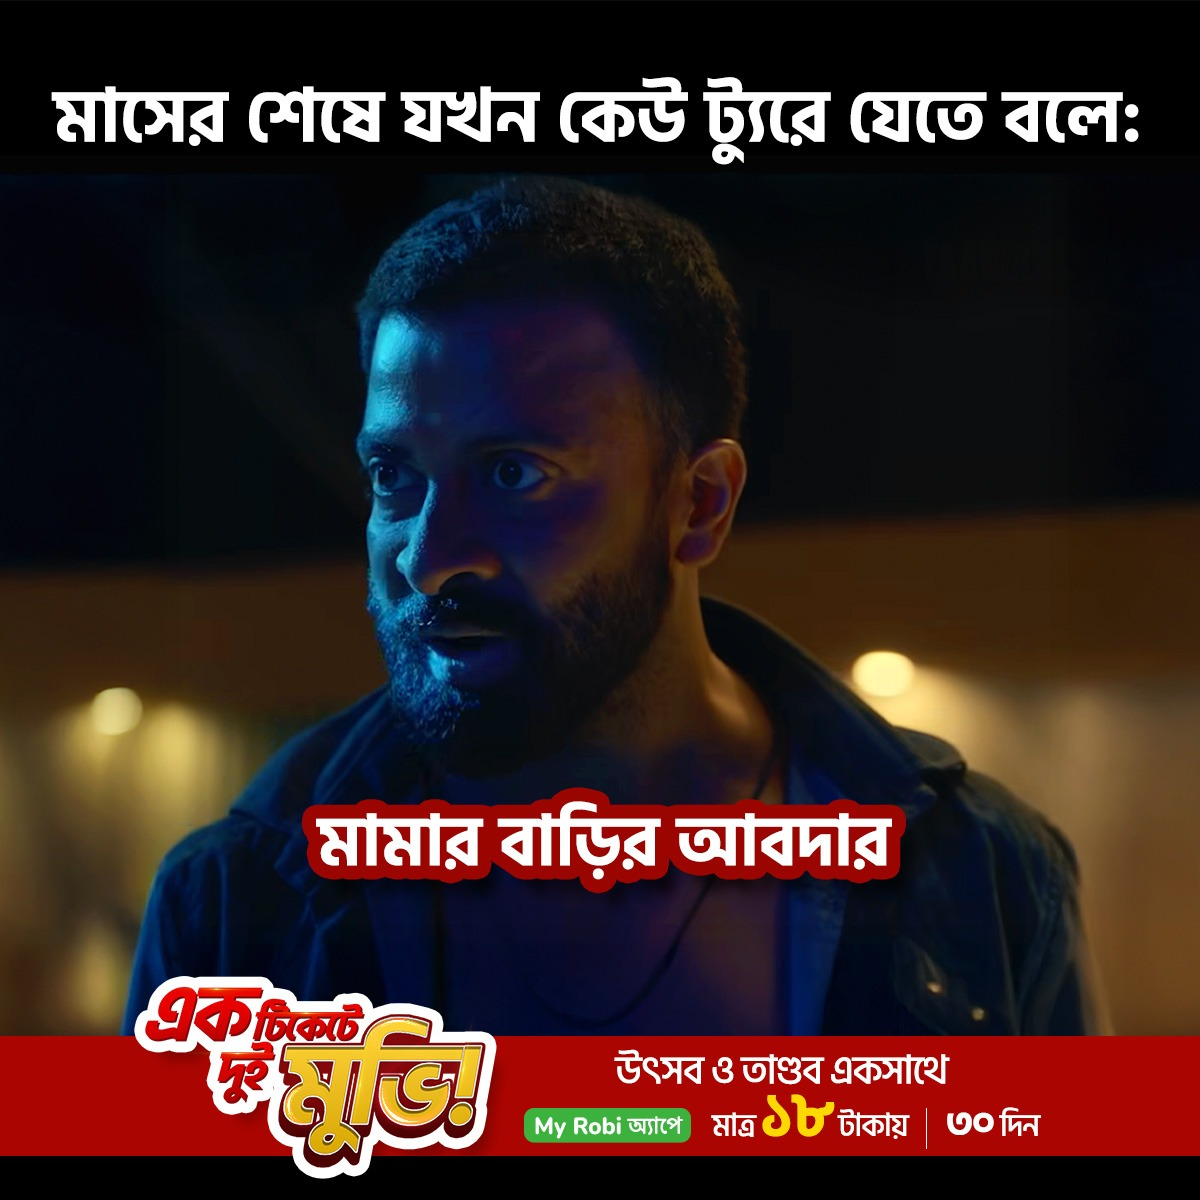 মাসের শেষে যখন কেউ ট্যুরে যেতে বলে:
মামার বাড়ির আবদার
এক টিকেটে
দুই মুভি!
উৎসব ও তাণ্ডব একসাথে
My Robi অ্যাপে মাত্র ১৮ টাকায় | ৩০ দিন